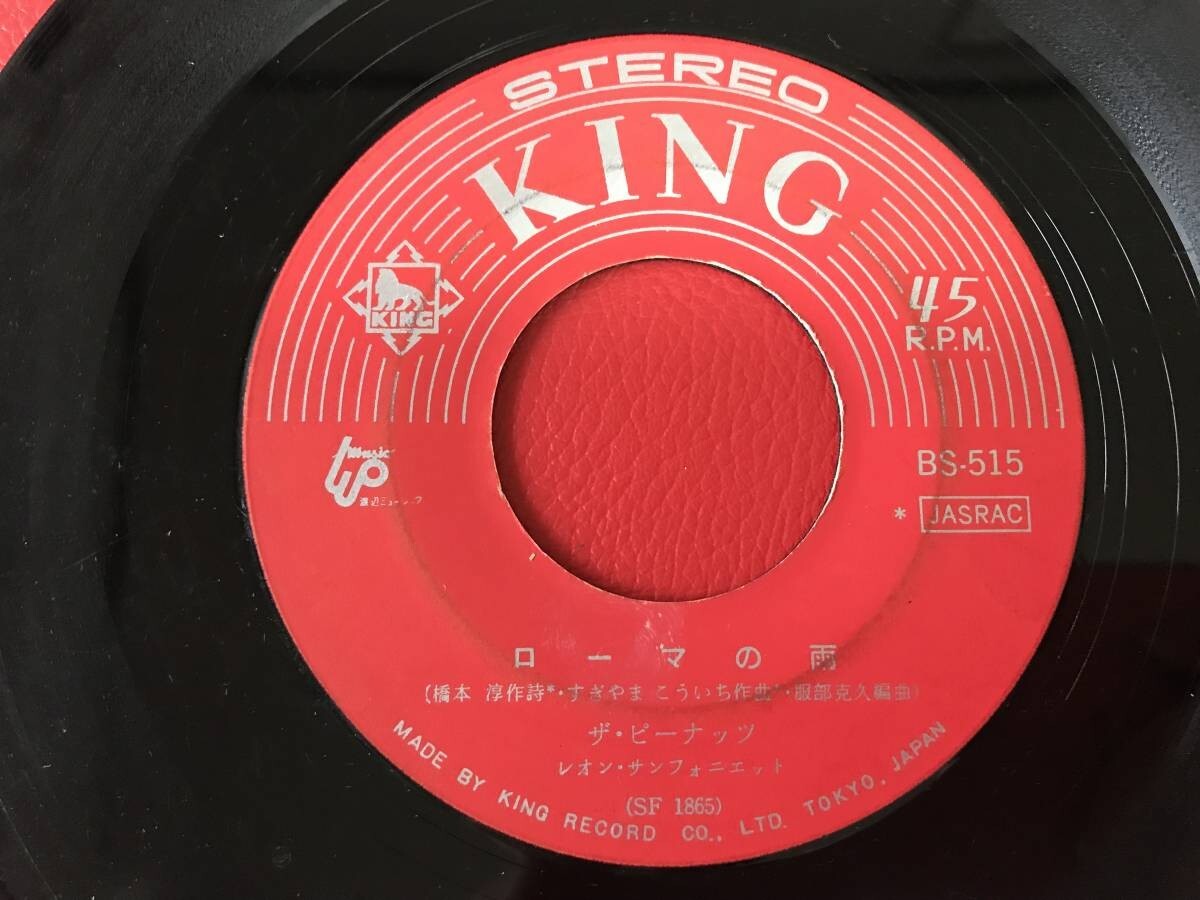 STEREO
KING
KING
45
R.P.M.
Music
渡辺ミュージック
BS-515
* JASRAC
ローマの雨
(橋本 淳作詩*・すぎやま こういち作曲*・服部克久編曲)
ザ・ピーナッツ
レオン・サンフォニエット
(SF 1865)
MADE BY KING RECORD CO., LTD. TOKYO, JAPAN